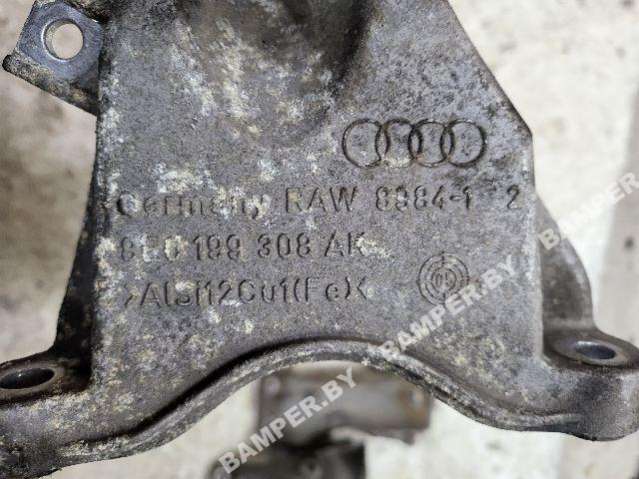 Germany RAW 8984-1 2
8E0 199 308 AK
>AlSi12Cu1(Fe)<
BAMPER.BY
BAMPER.BY
BAMPER.BY